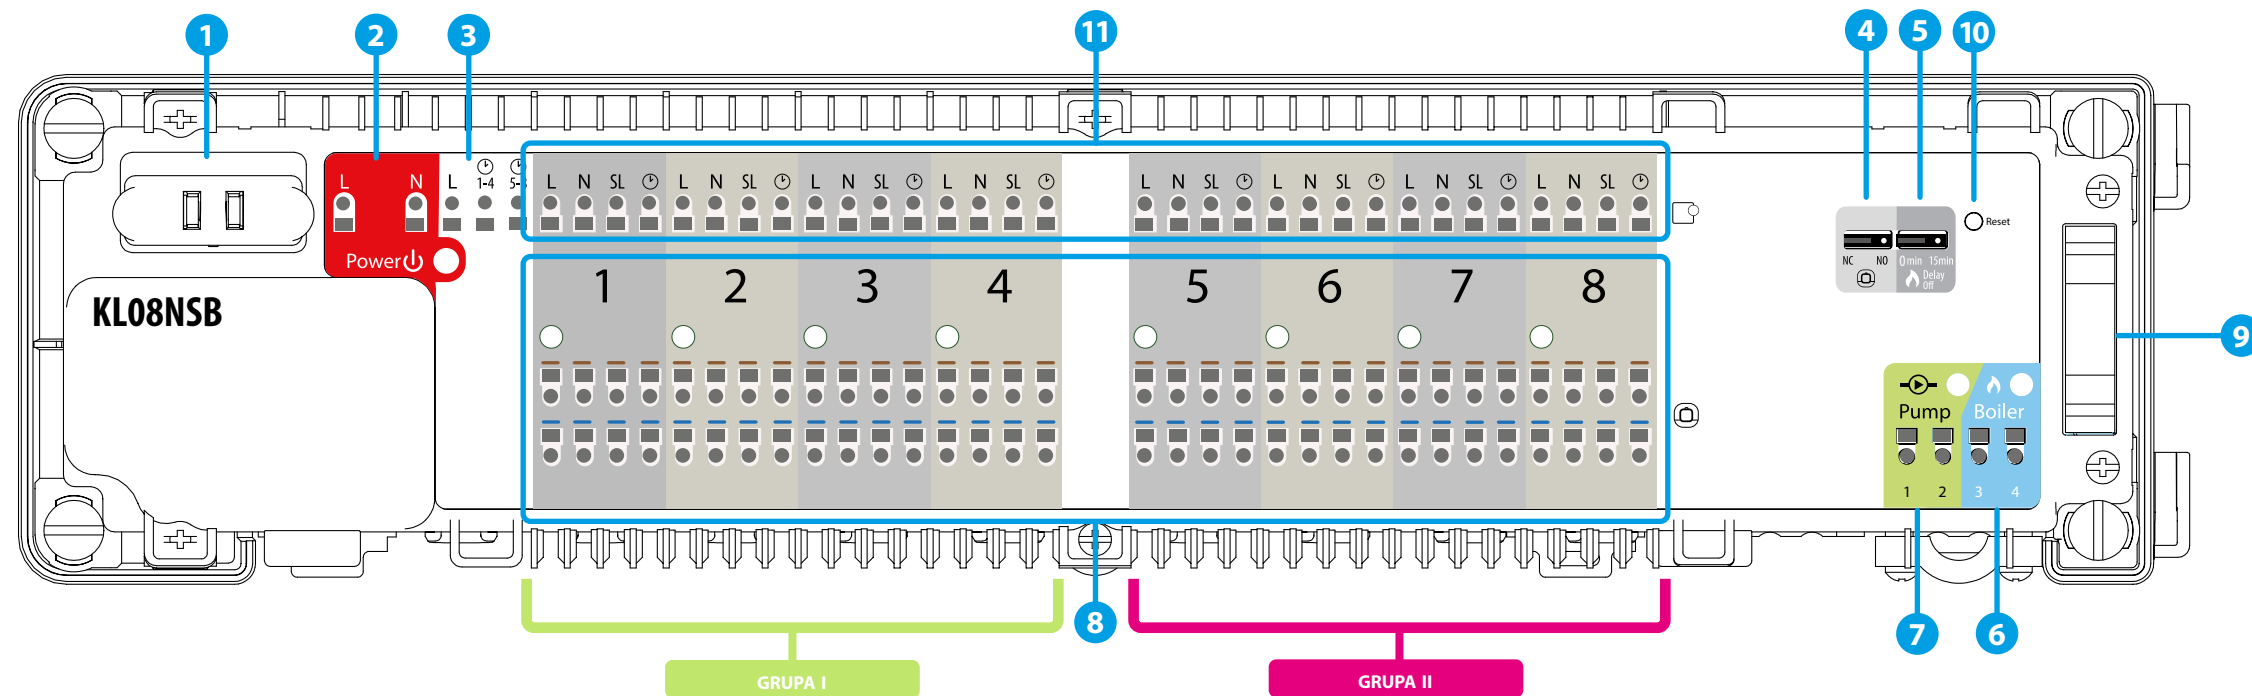 1 2 3 11 4 5 10
L N L 1-4 5-8 L N SL L N SL L N SL L N SL L N SL L N SL L N SL L N SL
Reset
Power
NC NO 0min 15min
Delay
Off
KL08NSB
1 2 3 4 5 6 7 8
9
Pump Boiler
1 2 3 4
8 7 6
GRUPA I GRUPA II